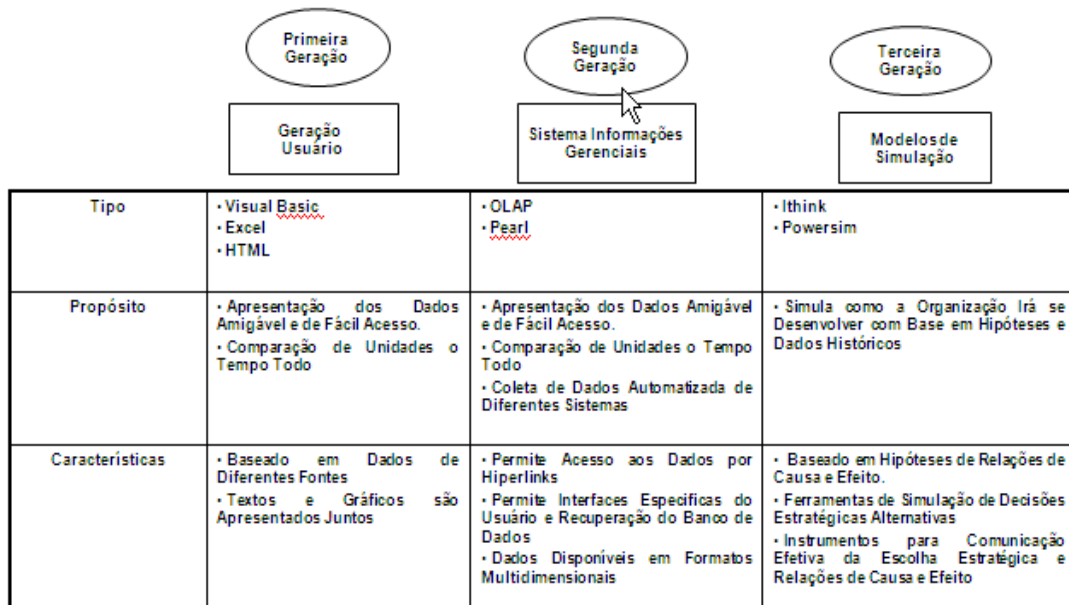 Primeira
Geração
Segunda
Geração
Terceira
Geração
Geração
Usuário
Sistema Informações
Gerenciais
Modelos de
Simulação
Tipo
• Visual Basic
• Excel
• HTML
• OLAP
• Pearl
• Ithink
• Powersim
Propósito
• Apresentação dos Dados
Amigável e de Fácil Acesso.
• Comparação de Unidades o
Tempo Todo
• Apresentação dos Dados Amigável
e de Fácil Acesso.
• Comparação de Unidades o Tempo
Todo
• Coleta de Dados Automatizada de
Diferentes Sistemas
• Simula como a Organização Irá se
Desenvolver com Base em Hipóteses e
Dados Históricos
Características
• Baseado em Dados de
Diferentes Fontes
• Textos e Gráficos são
Apresentados Juntos
• Permite Acesso aos Dados por
Hiperlinks
• Permite Interfaces Especificas do
Usuário e Recuperação do Banco de
Dados
• Dados Disponíveis em Formatos
Multidimensionais
• Baseado em Hipóteses de Relações de
Causa e Efeito.
• Ferramentas de Simulação de Decisões
Estratégicas Alternativas
• Instrumentos para Comunicação
Efetiva da Escolha Estratégica e
Relações de Causa e Efeito